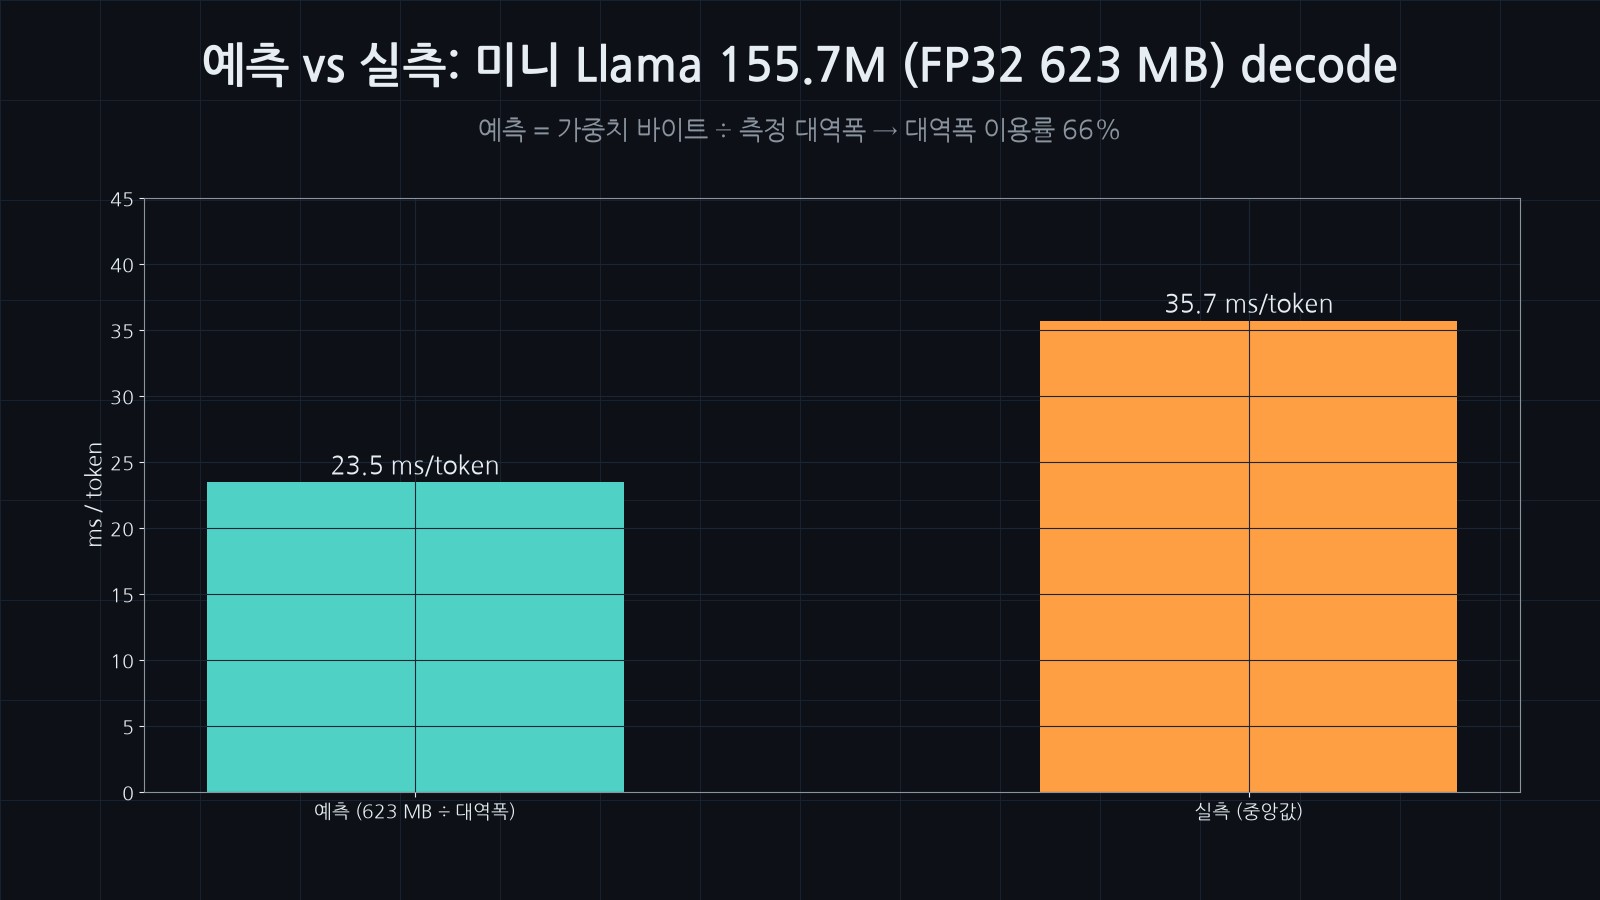 예측 vs 실측: 미니 Llama 155.7M (FP32 623 MB) decode
예측 = 가중치 바이트 ÷ 측정 대역폭 → 대역폭 이용률 66%
45
40
35
30
25
20
15
10
5
0
ms / token
23.5 ms/token
35.7 ms/token
예측 (623 MB ÷ 대역폭)
실측 (중앙값)